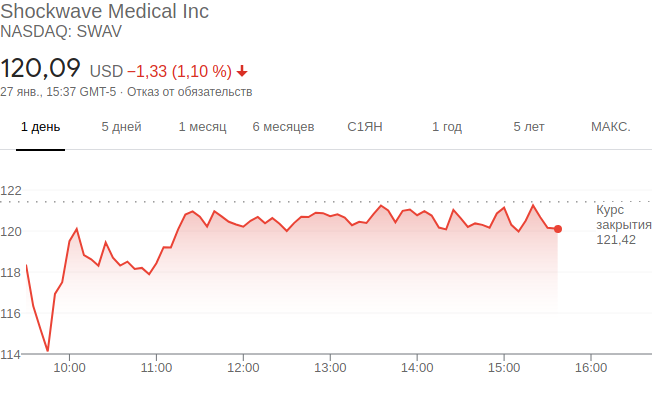 Shockwave Medical Inc
NASDAQ: SWAV
120,09 USD −1,33 (1,10 %)
27 янв., 15:37 GMT-5 · Отказ от обязательств
1 день 5 дней 1 месяц 6 месяцев С1ЯН 1 год 5 лет МАКС.
122
Курс
закрытия
121,42
120
118
116
114
10:00 11:00 12:00 13:00 14:00 15:00 16:00